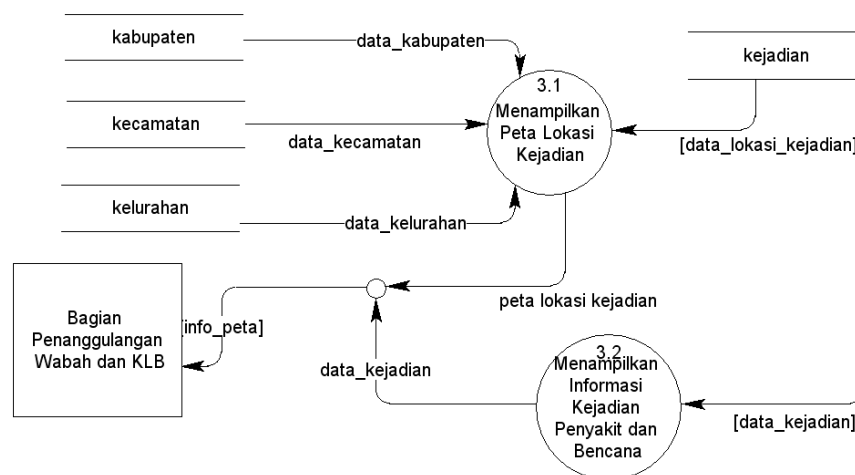 kabupaten
data_kabupaten
kejadian
3.1
Menampilkan
Peta Lokasi
Kejadian
kecamatan
data_kecamatan
[data_lokasi_kejadian]
kelurahan
data_kelurahan
Bagian
Penanggulangan
Wabah dan KLB
[info_peta]
peta lokasi kejadian
data_kejadian
3.2
Menampilkan
Informasi
Kejadian
Penyakit dan
Bencana
[data_kejadian]